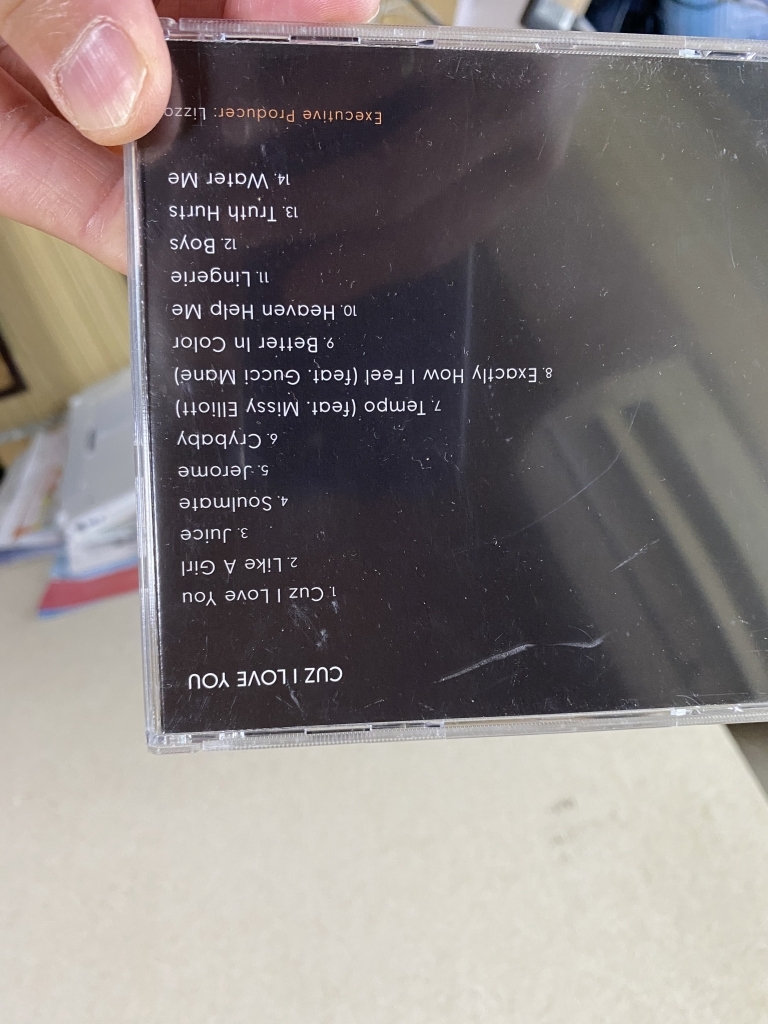 CUZ I LOVE YOU
1. Cuz I Love You
2. Like A Girl
3. Juice
4. Soulmate
5. Jerome
6. Crybaby
7. Tempo (feat. Missy Elliott)
8. Exactly How I Feel (feat. Gucci Mane)
9. Better In Color
10. Heaven Help Me
11. Lingerie
12. Boys
13. Truth Hurts
14. Water Me
Executive Producer: Lizzo